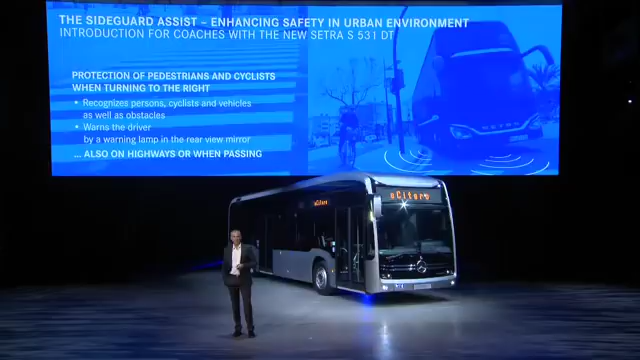 THE SIDEGUARD ASSIST – ENHANCING SAFETY IN URBAN ENVIRONMENT
INTRODUCTION FOR COACHES WITH THE NEW SETRA S 531 DT
PROTECTION OF PEDESTRIANS AND CYCLISTS
WHEN TURNING TO THE RIGHT
• Recognizes persons, cyclists and vehicles
as well as obstacles
• Warns the driver
by a warning lamp in the rear view mirror
... ALSO ON HIGHWAYS OR WHEN PASSING
SETRA
eCitaro
eCitaro